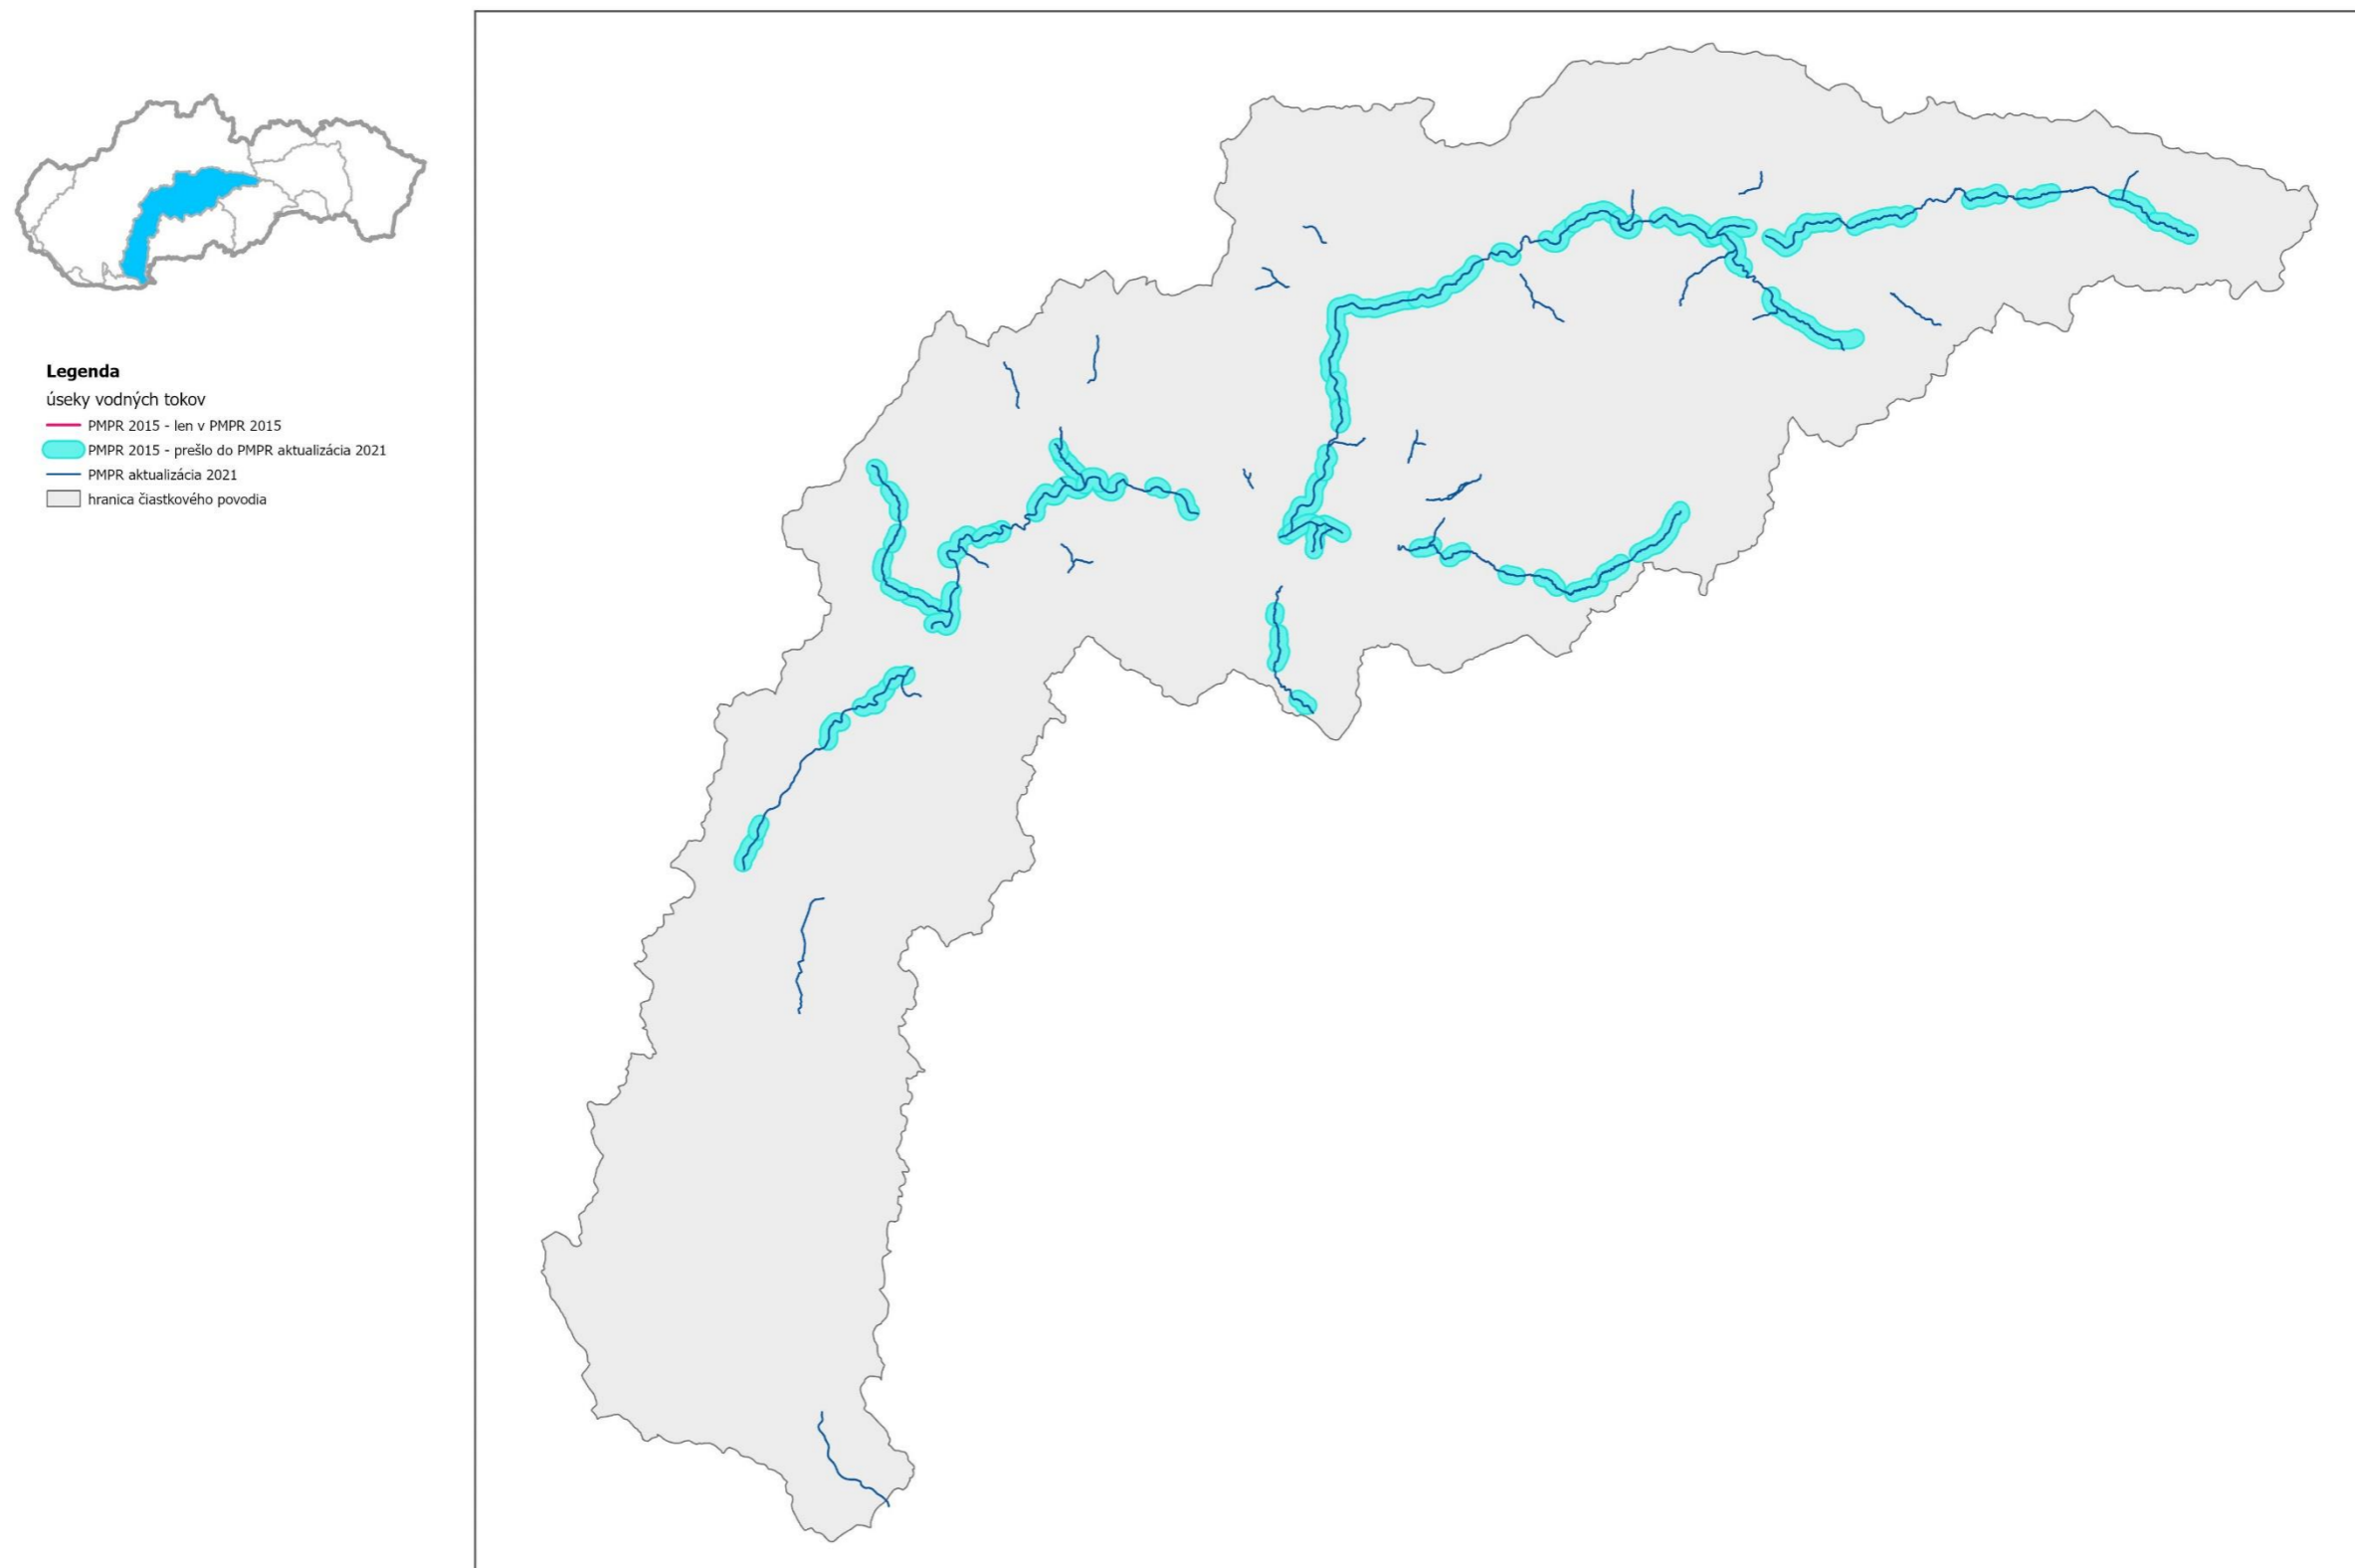 Legenda
úseky vodných tokov
PMPR 2015 - len v PMPR 2015
PMPR 2015 - prešlo do PMPR aktualizácia 2021
PMPR aktualizácia 2021
hranica čiastkového povodia